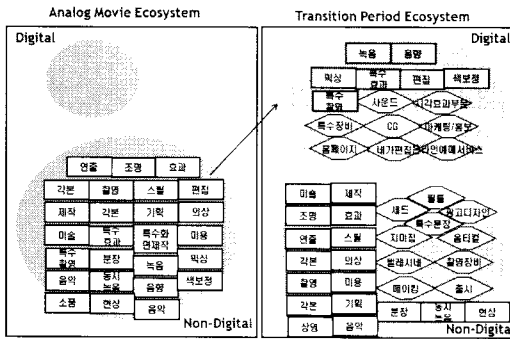 Analog Movie Ecosystem
Transition Period Ecosystem
Digital
연출 조명 효과
각본 촬영 스틸 편집
제작 각본 기획 의상
미술 특수효과 특수화면제작 미용
특수촬영 분장 녹음 믹싱
음악 동시녹음 음향 색보정
소품 현상 음악
Non-Digital
Digital
녹음 음향
믹싱 특수효과 편집 색보정
특수촬영 사운드 시각효과부문
특수장비 CG 마케팅/홍보
홈페이지 네가편집 온라인예매서비스
미술 제작 필름
조명 효과 세트 광고디자인
특수분장
연출 스틸 지미집 옵티컬
각본 의상 발레시네 촬영장비
촬영 미용 메이킹 출시
각본 기획 분장 동시녹음 현상
상영 음악
Non-Digital